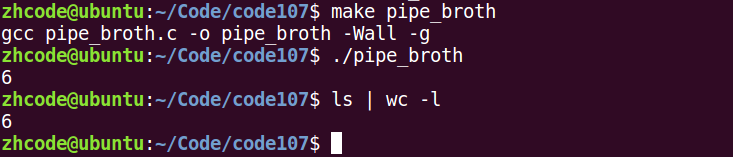 zhcode@ubuntu:~/Code/code107$ make pipe_broth
gcc pipe_broth.c -o pipe_broth -Wall -g
zhcode@ubuntu:~/Code/code107$ ./pipe_broth
6
zhcode@ubuntu:~/Code/code107$ ls | wc -l
6
zhcode@ubuntu:~/Code/code107$